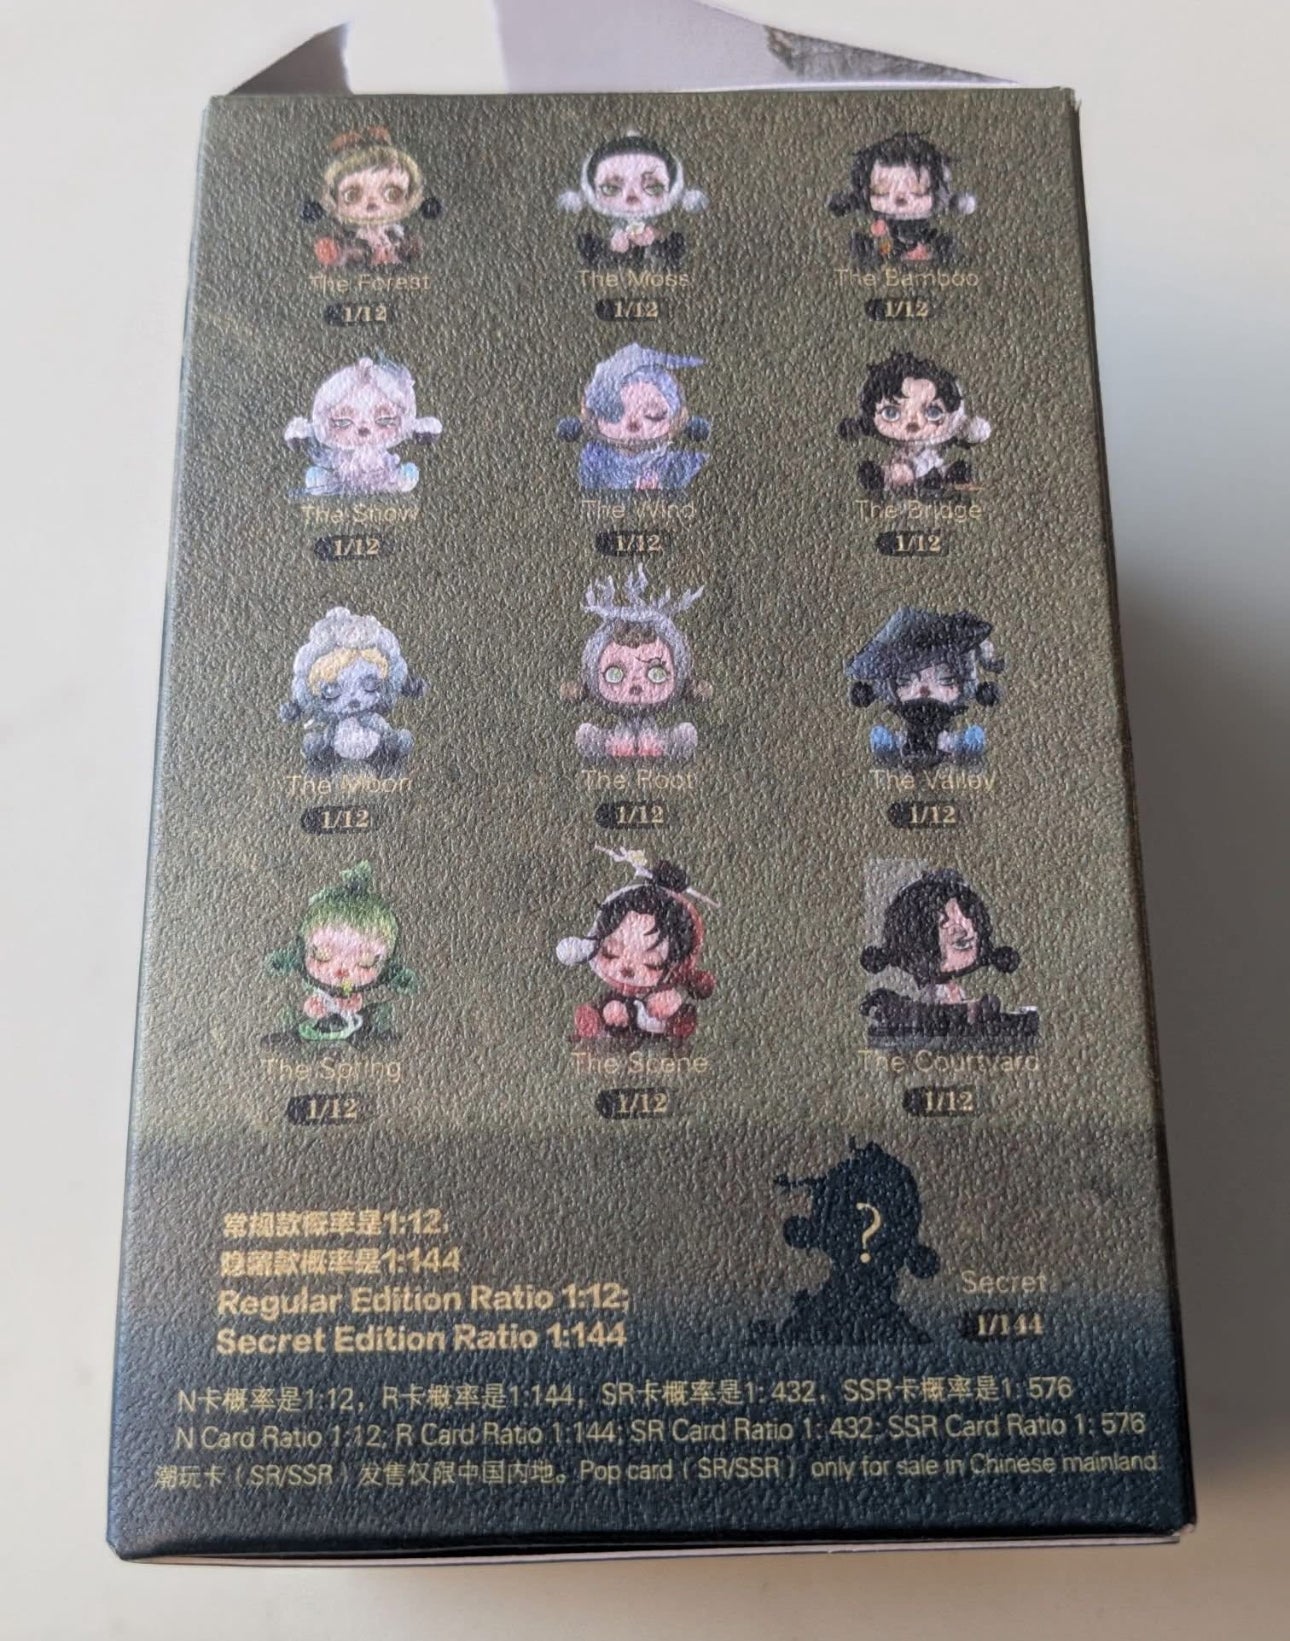 The Forest The Moss The Bamboo
1/12 1/12 1/12
The Snow The Wind The Bridge
1/12 1/12 1/12
The Moon The Root The Valley
1/12 1/12 1/12
The Spring The Scene The Courtyard
1/12 1/12 1/12
常规款概率是1:12;
隐藏款概率是1:144
Regular Edition Ratio 1:12;
Secret Edition Ratio 1:144
?
Secret
1/144
N卡概率是1:12, R卡概率是1:144, SR卡概率是1: 432, SSR卡概率是1: 576
N Card Ratio 1:12; R Card Ratio 1:144; SR Card Ratio 1: 432; SSR Card Ratio 1: 576
潮玩卡(SR/SSR)发售仅限中国内地。Pop card(SR/SSR) only for sale in Chinese mainland